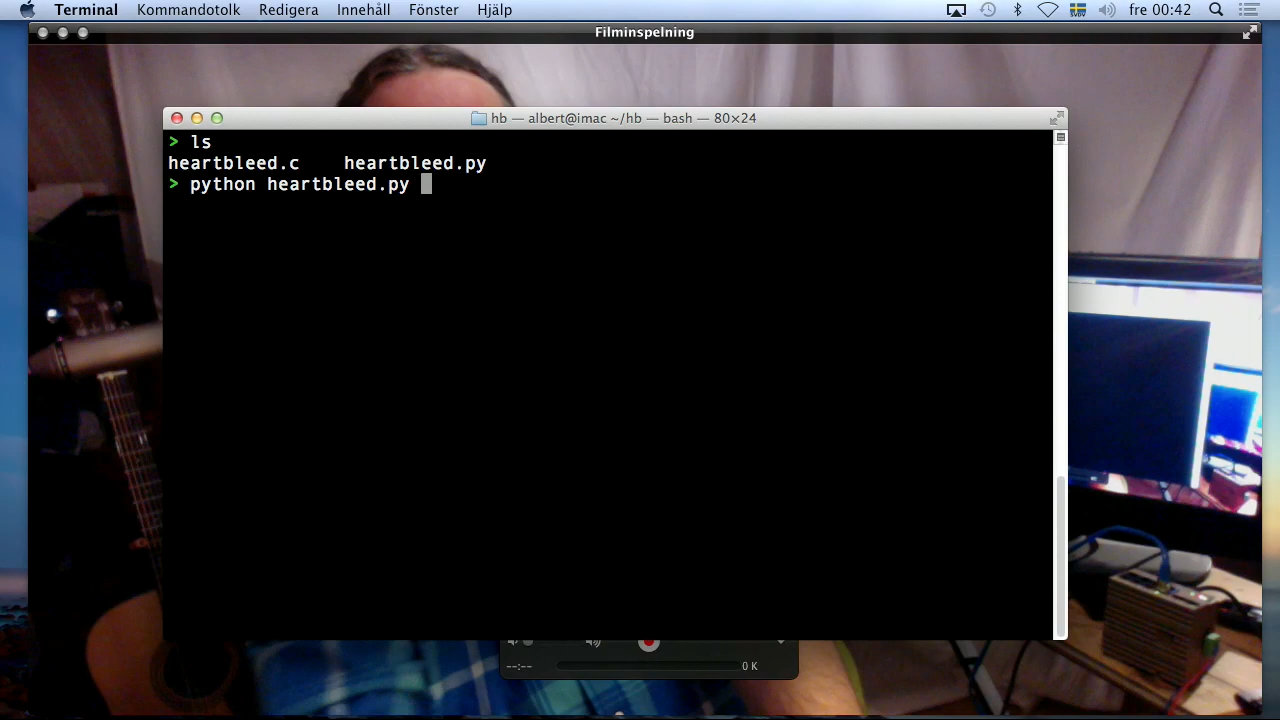 Terminal Kommandotolk Redigera Innehåll Fönster Hjälp fre 00:42
Filminspelning
hb — albert@imac ~/hb — bash — 80×24
> ls
heartbleed.c heartbleed.py
> python heartbleed.py
--:-- 0 K